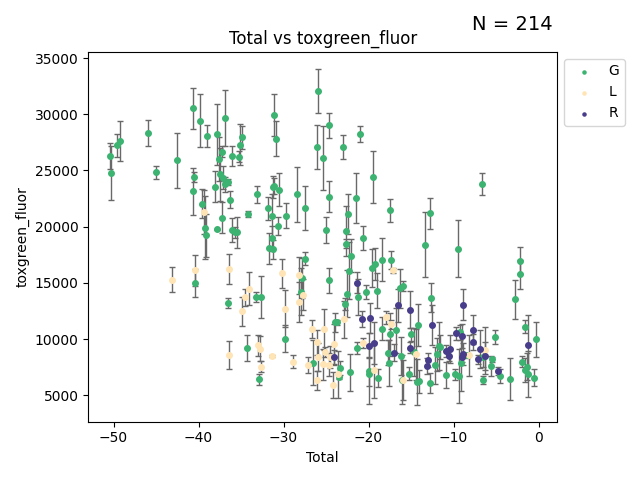 N = 214
Total vs toxgreen_fluor
35000
30000
25000
20000
15000
10000
5000
toxgreen_fluor
−50
−40
−30
−20
−10
0
Total
G
L
R